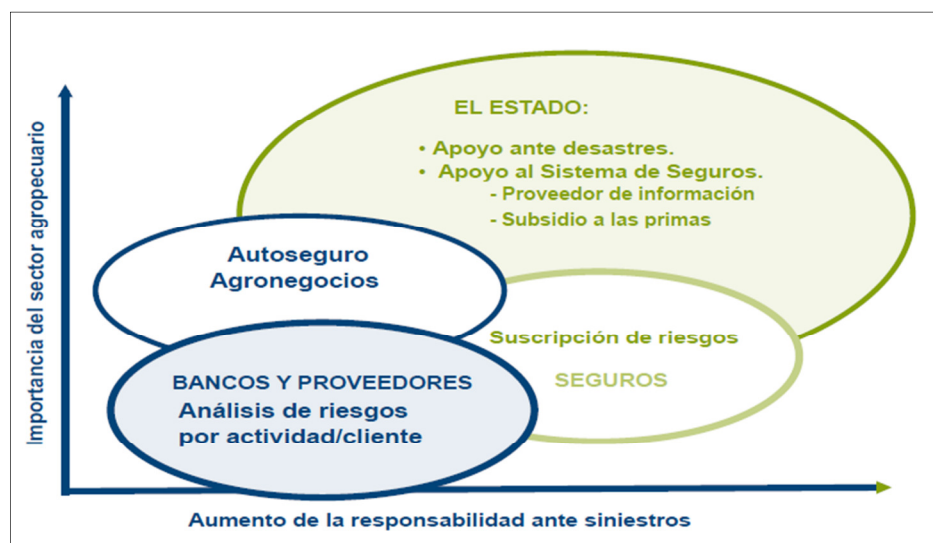 Importancia del sector agropecuario
EL ESTADO:
• Apoyo ante desastres.
• Apoyo al Sistema de Seguros.
- Proveedor de información
- Subsidio a las primas
Autoseguro
Agronegocios
Suscripción de riesgos
SEGUROS
BANCOS Y PROVEEDORES
Análisis de riesgos
por actividad/cliente
Aumento de la responsabilidad ante siniestros